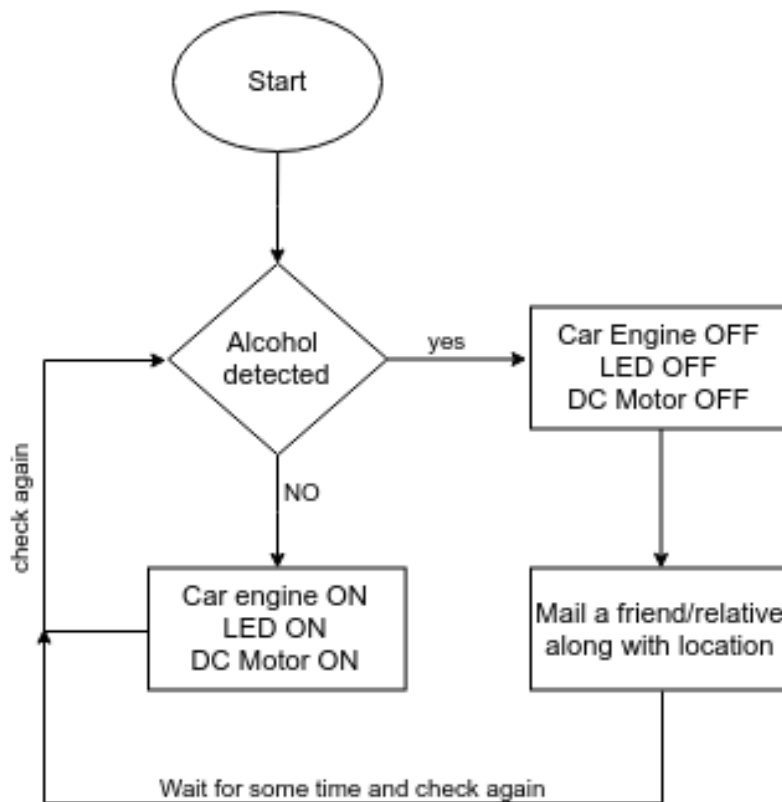 Start
Alcohol
detected
yes
Car Engine OFF
LED OFF
DC Motor OFF
NO
check again
Car engine ON
LED ON
DC Motor ON
Mail a friend/relative
along with location
Wait for some time and check again